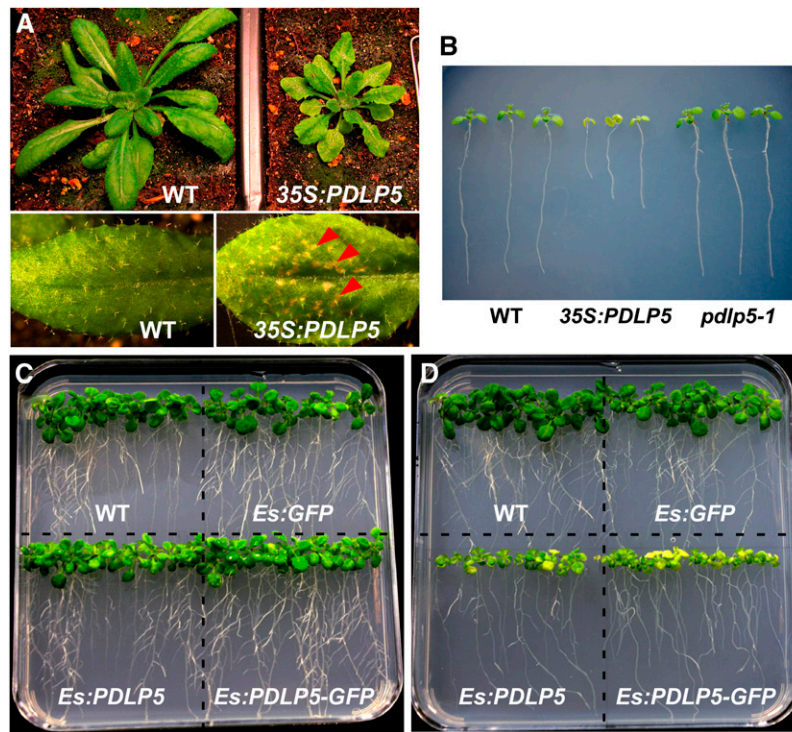 A
WT
35S:PDLP5
WT
35S:PDLP5
B
WT
35S:PDLP5
pdlp5-1
C
WT
Es:GFP
Es:PDLP5
Es:PDLP5-GFP
D
WT
Es:GFP
Es:PDLP5
Es:PDLP5-GFP